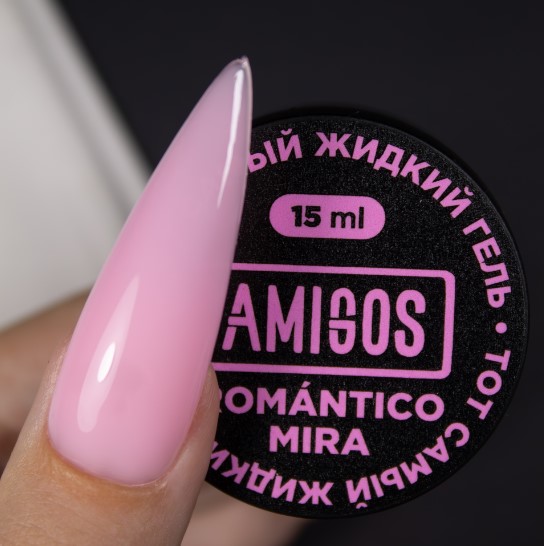 ЫЙ ЖИДКИЙ ГЕЛЬ • ТОТ САМЫЙ ЖИДКИ
15 ml
AMIGOS
ROMÁNTICO
MIRA